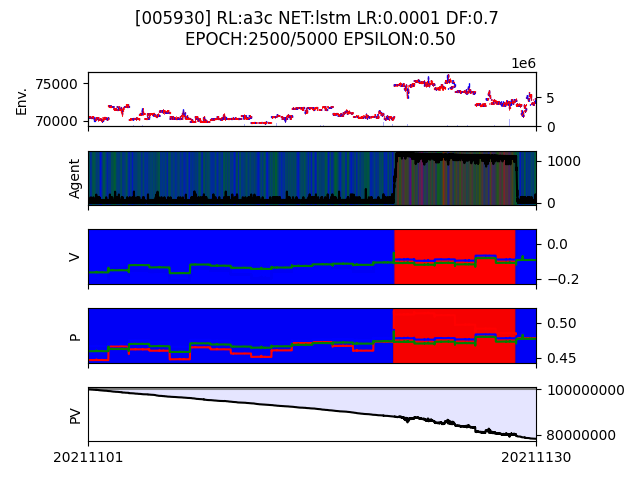 [005930] RL:a3c NET:lstm LR:0.0001 DF:0.7
EPOCH:2500/5000 EPSILON:0.50
1e6
75000
70000
Env.
5
0
Agent
1000
0
V
0.0
−0.2
P
0.50
0.45
PV
100000000
80000000
20211101
20211130